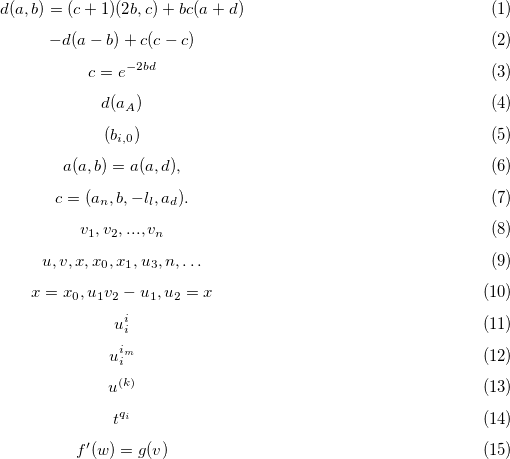 d(a, b) = (c + 1)(2b, c) + bc(a + d) (1)
−d(a − b) + c(c − c) (2)
c = e^{−2bd} (3)
d(a_A) (4)
(b_{i,0}) (5)
a(a, b) = a(a, d), (6)
c = (a_n, b, −l_l, a_d). (7)
v_1, v_2, ..., v_n (8)
u, v, x, x_0, x_1, u_3, n, … (9)
x = x_0, u_1v_2 − u_1, u_2 = x (10)
u_i^i (11)
u_i^{i_m} (12)
u^{(k)} (13)
t^{q_i} (14)
f′(w) = g(v) (15)